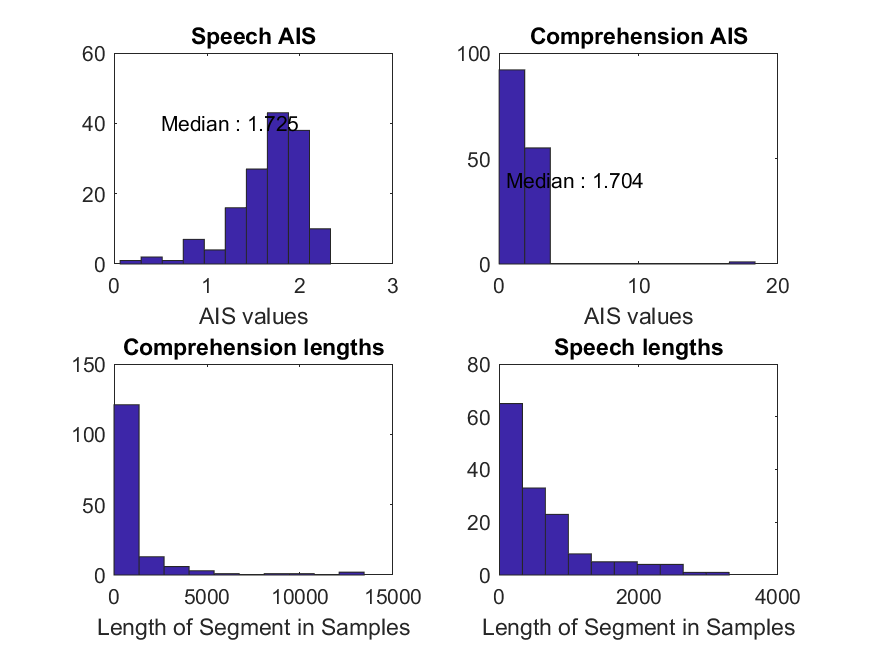 Speech AIS
60
40
20
0
Median : 1.725
0 1 2 3
AIS values
Comprehension AIS
100
50
0
Median : 1.704
0 10 20
AIS values
Comprehension lengths
150
100
50
0
0 5000 10000 15000
Length of Segment in Samples
Speech lengths
80
60
40
20
0
0 2000 4000
Length of Segment in Samples